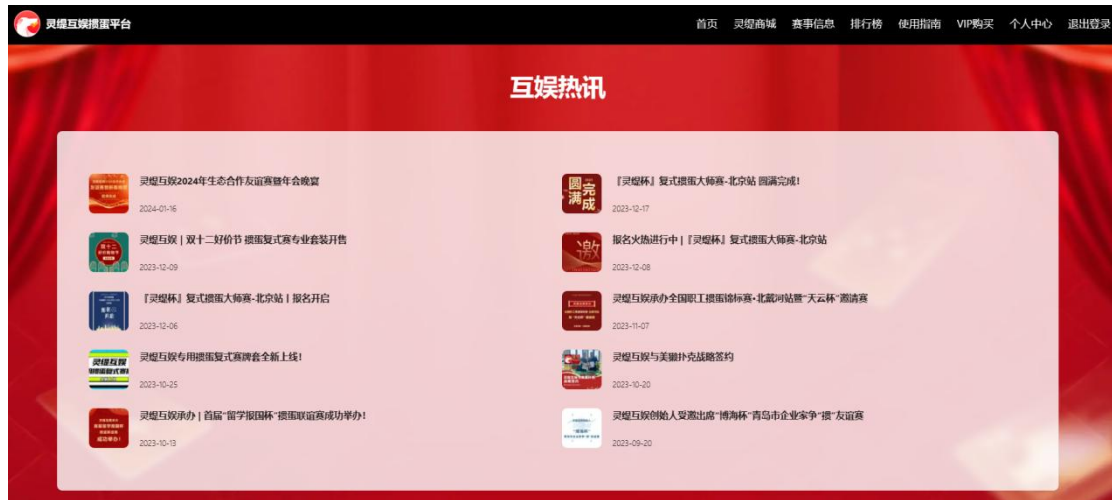 灵缇互娱掼蛋平台
首页 灵缇商城 赛事信息 排行榜 使用指南 VIP购买 个人中心 退出登录
互娱热讯
灵缇互娱2024年生态合作友谊赛暨年会晚宴
2024-01-16
圆满完成
『灵缇杯』复式掼蛋大师赛-北京站 圆满完成!
2023-12-17
灵缇互娱 | 双十二好价节 掼蛋复式赛专业套装开售
2023-12-09
邀
报名火热进行中 | 『灵缇杯』复式掼蛋大师赛-北京站
2023-12-08
『灵缇杯』复式掼蛋大师赛-北京站 | 报名开启
2023-12-06
灵缇互娱承办全国职工掼蛋锦标赛·北戴河站暨“天云杯”邀请赛
2023-11-07
灵缇互娱
灵缇互娱专用掼蛋复式赛牌套全新上线!
2023-10-25
灵缇互娱与美狮扑克战略签约
2023-10-20
成功举办!
灵缇互娱承办 | 首届“留学报国杯”掼蛋联谊赛成功举办!
2023-10-13
灵缇互娱创始人受邀出席“博海杯”青岛市企业家争“掼”友谊赛
2023-09-20